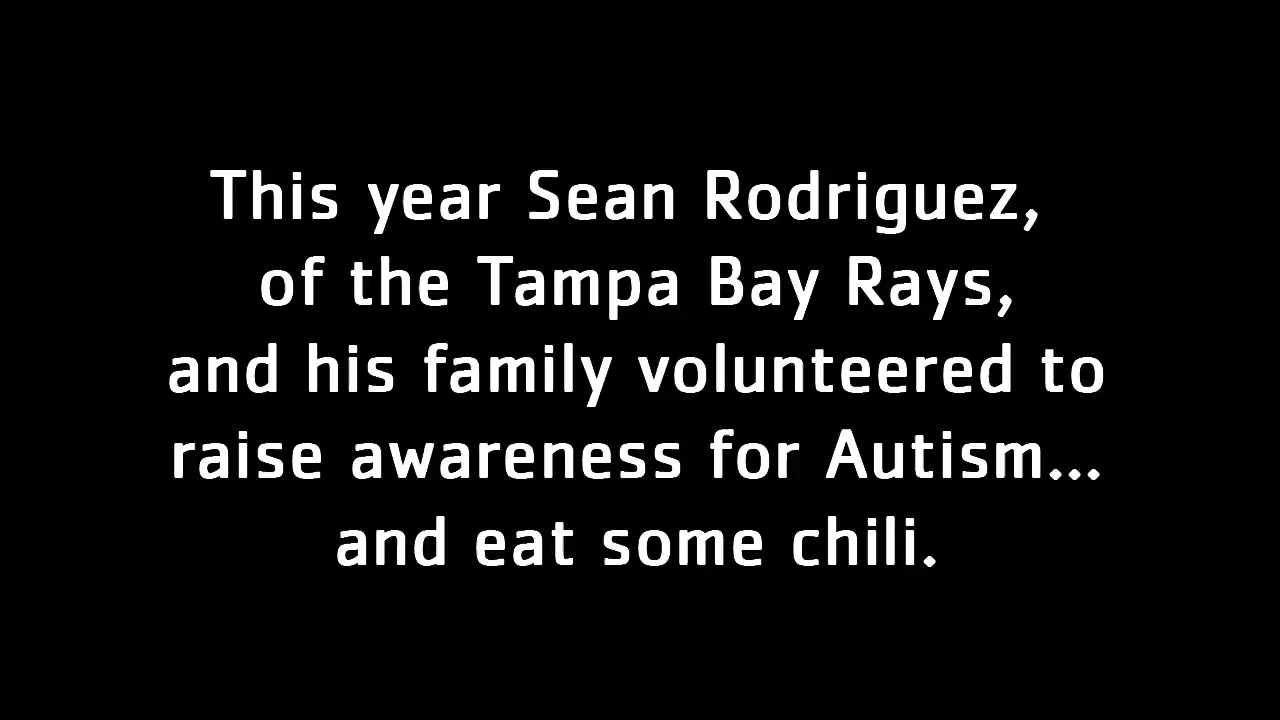 This year Sean Rodriguez,
of the Tampa Bay Rays,
and his family volunteered to
raise awareness for Autism...
and eat some chili.